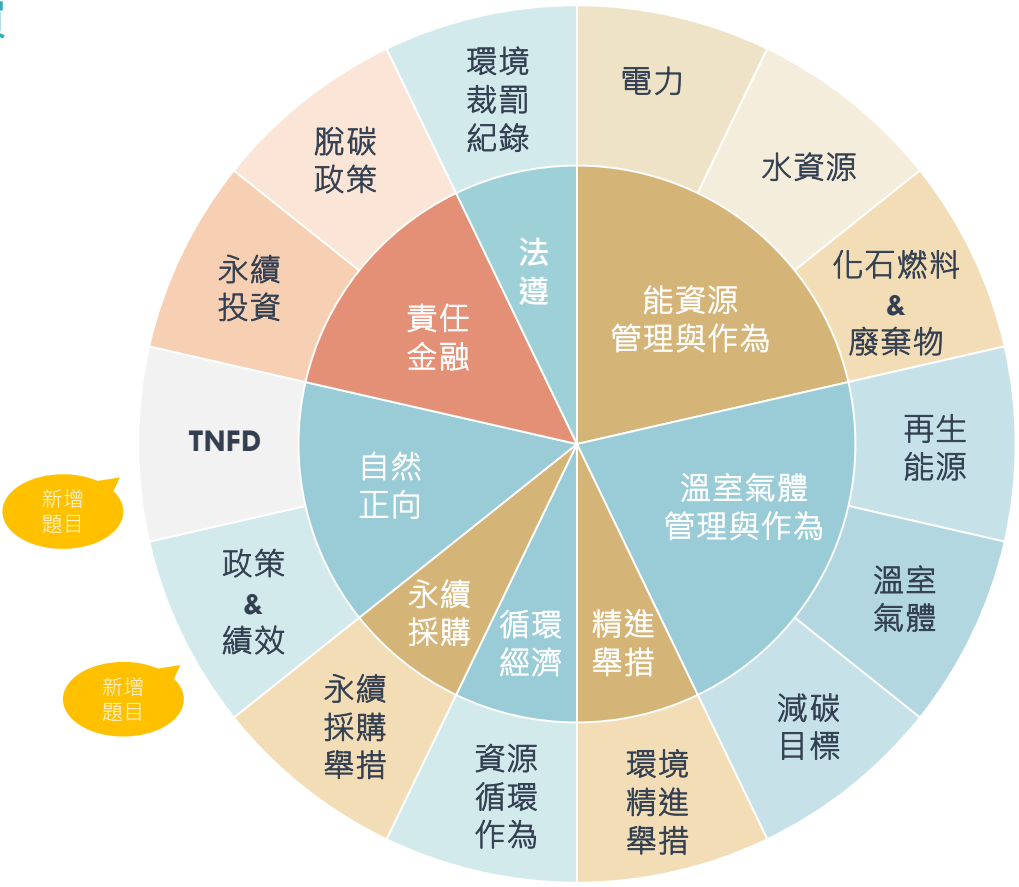 環境
裁罰
紀錄
電力
水資源
化石燃料
&
廢棄物
再生
能源
溫室
氣體
減碳
目標
環境
精進
舉措
資源
循環
作為
永續
採購
舉措
政策
&
績效
TNFD
永續
投資
脫碳
政策
法
遵
能資源
管理與作為
溫室氣體
管理與作為
精進
舉措
循環
經濟
永續
採購
自然
正向
責任
金融
新增
題目
新增
題目